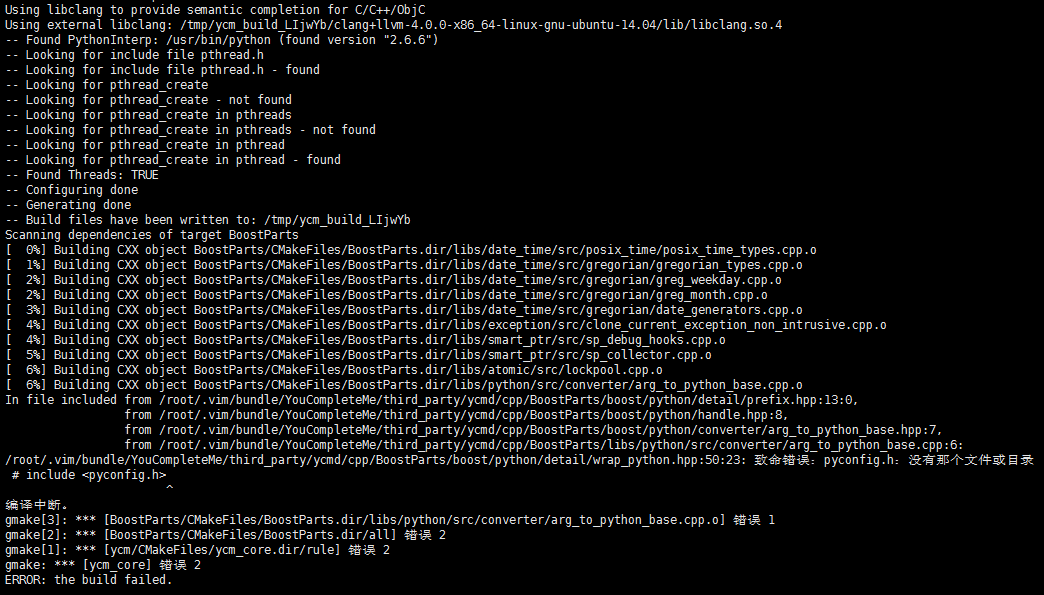 Using libclang to provide semantic completion for C/C++/ObjC
Using external libclang: /tmp/ycm_build_LIjwYb/clang+llvm-4.0.0-x86_64-linux-gnu-ubuntu-14.04/lib/libclang.so.4
-- Found PythonInterp: /usr/bin/python (found version "2.6.6")
-- Looking for include file pthread.h
-- Looking for include file pthread.h - found
-- Looking for pthread_create
-- Looking for pthread_create - not found
-- Looking for pthread_create in pthreads
-- Looking for pthread_create in pthreads - not found
-- Looking for pthread_create in pthread
-- Looking for pthread_create in pthread - found
-- Found Threads: TRUE
-- Configuring done
-- Generating done
-- Build files have been written to: /tmp/ycm_build_LIjwYb
Scanning dependencies of target BoostParts
[  0%] Building CXX object BoostParts/CMakeFiles/BoostParts.dir/libs/date_time/src/posix_time/posix_time_types.cpp.o
[  1%] Building CXX object BoostParts/CMakeFiles/BoostParts.dir/libs/date_time/src/gregorian/gregorian_types.cpp.o
[  2%] Building CXX object BoostParts/CMakeFiles/BoostParts.dir/libs/date_time/src/gregorian/greg_weekday.cpp.o
[  2%] Building CXX object BoostParts/CMakeFiles/BoostParts.dir/libs/date_time/src/gregorian/greg_month.cpp.o
[  3%] Building CXX object BoostParts/CMakeFiles/BoostParts.dir/libs/date_time/src/gregorian/date_generators.cpp.o
[  4%] Building CXX object BoostParts/CMakeFiles/BoostParts.dir/libs/exception/src/clone_current_exception_non_intrusive.cpp.o
[  4%] Building CXX object BoostParts/CMakeFiles/BoostParts.dir/libs/smart_ptr/src/sp_debug_hooks.cpp.o
[  5%] Building CXX object BoostParts/CMakeFiles/BoostParts.dir/libs/smart_ptr/src/sp_collector.cpp.o
[  6%] Building CXX object BoostParts/CMakeFiles/BoostParts.dir/libs/atomic/src/lockpool.cpp.o
[  6%] Building CXX object BoostParts/CMakeFiles/BoostParts.dir/libs/python/src/converter/arg_to_python_base.cpp.o
In file included from /root/.vim/bundle/YouCompleteMe/third_party/ycmd/cpp/BoostParts/boost/python/detail/prefix.hpp:13:0,
                 from /root/.vim/bundle/YouCompleteMe/third_party/ycmd/cpp/BoostParts/boost/python/handle.hpp:8,
                 from /root/.vim/bundle/YouCompleteMe/third_party/ycmd/cpp/BoostParts/boost/python/converter/arg_to_python_base.hpp:7,
                 from /root/.vim/bundle/YouCompleteMe/third_party/ycmd/cpp/BoostParts/libs/python/src/converter/arg_to_python_base.cpp:6:
/root/.vim/bundle/YouCompleteMe/third_party/ycmd/cpp/BoostParts/boost/python/detail/wrap_python.hpp:50:23: 致命错误：pyconfig.h：没有那个文件或目录
 # include <pyconfig.h>
                       ^
编译中断。
gmake[3]: *** [BoostParts/CMakeFiles/BoostParts.dir/libs/python/src/converter/arg_to_python_base.cpp.o] 错误 1
gmake[2]: *** [BoostParts/CMakeFiles/BoostParts.dir/all] 错误 2
gmake[1]: *** [ycm/CMakeFiles/ycm_core.dir/rule] 错误 2
gmake: *** [ycm_core] 错误 2
ERROR: the build failed.